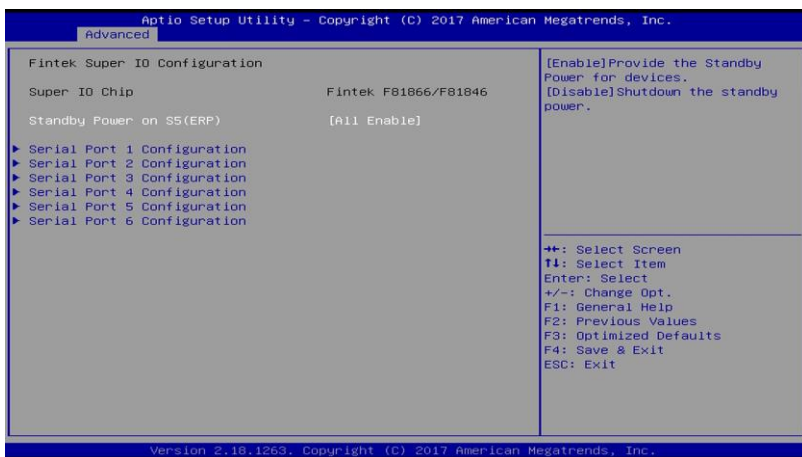 Aptio Setup Utility – Copyright (C) 2017 American Megatrends, Inc.
Advanced
Fintek Super IO Configuration
Super IO Chip Fintek F81866/F81846
Standby Power on S5(ERP) [All Enable]
▶ Serial Port 1 Configuration
▶ Serial Port 2 Configuration
▶ Serial Port 3 Configuration
▶ Serial Port 4 Configuration
▶ Serial Port 5 Configuration
▶ Serial Port 6 Configuration
[Enable]Provide the Standby
Power for devices.
[Disable]Shutdown the standby
power.
→←: Select Screen
↑↓: Select Item
Enter: Select
+/-: Change Opt.
F1: General Help
F2: Previous Values
F3: Optimized Defaults
F4: Save & Exit
ESC: Exit
Version 2.18.1263. Copyright (C) 2017 American Megatrends, Inc.